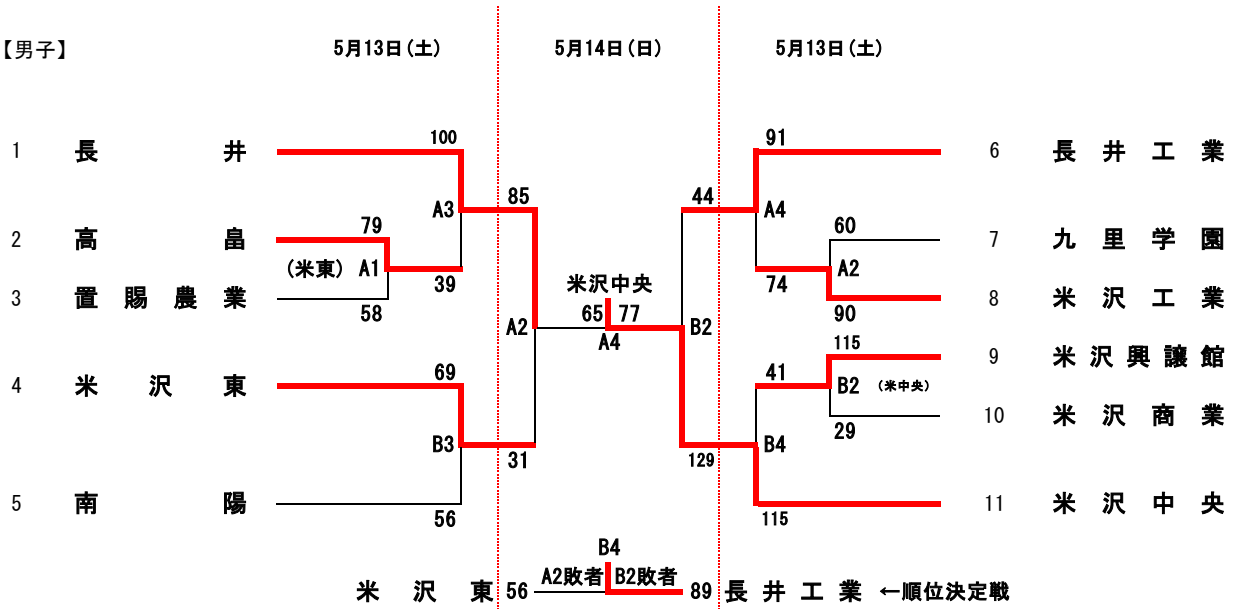 【男子】 5月13日(土) 5月14日(日) 5月13日(土)
100 91
1 長井 6 長井工業
85 44
A3 A4
79 60
2 高畠 7 九里学園
(米東) A1 A2
39 米沢中央 74
3 置賜農業 8 米沢工業
58 65 77 90
A2 A4 B2
115
9 米沢興譲館
69 41
4 米沢東 B2 (米中央)
10 米沢商業
29
B3 B4
31 129
5 南陽 11 米沢中央
56 115
B4
A2敗者 B2敗者
米沢東 56 89 長井工業 ←順位決定戦